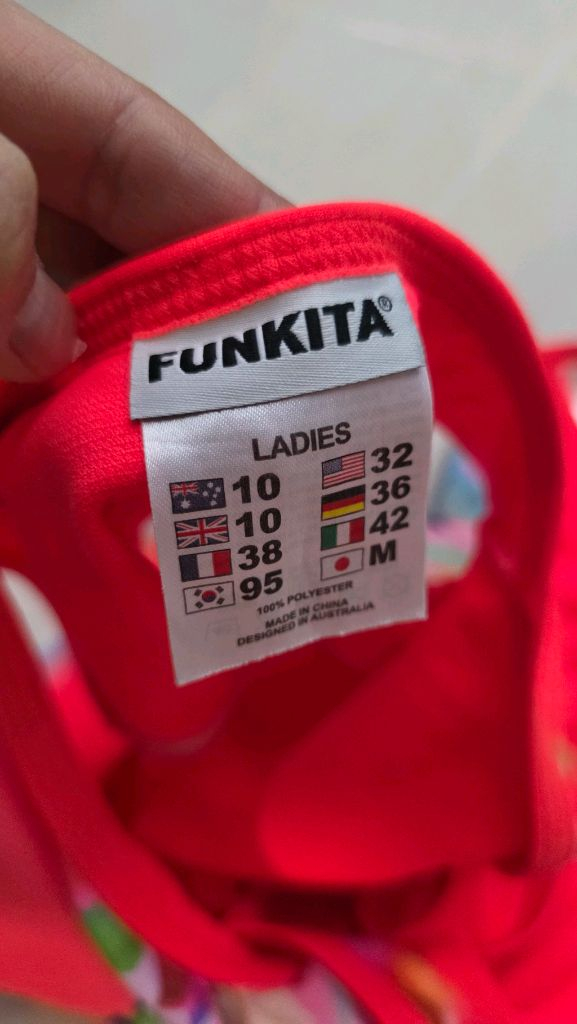 FUNKITA®
LADIES
10
10
38
95
32
36
42
M
100% POLYESTER
MADE IN CHINA
DESIGNED IN AUSTRALIA